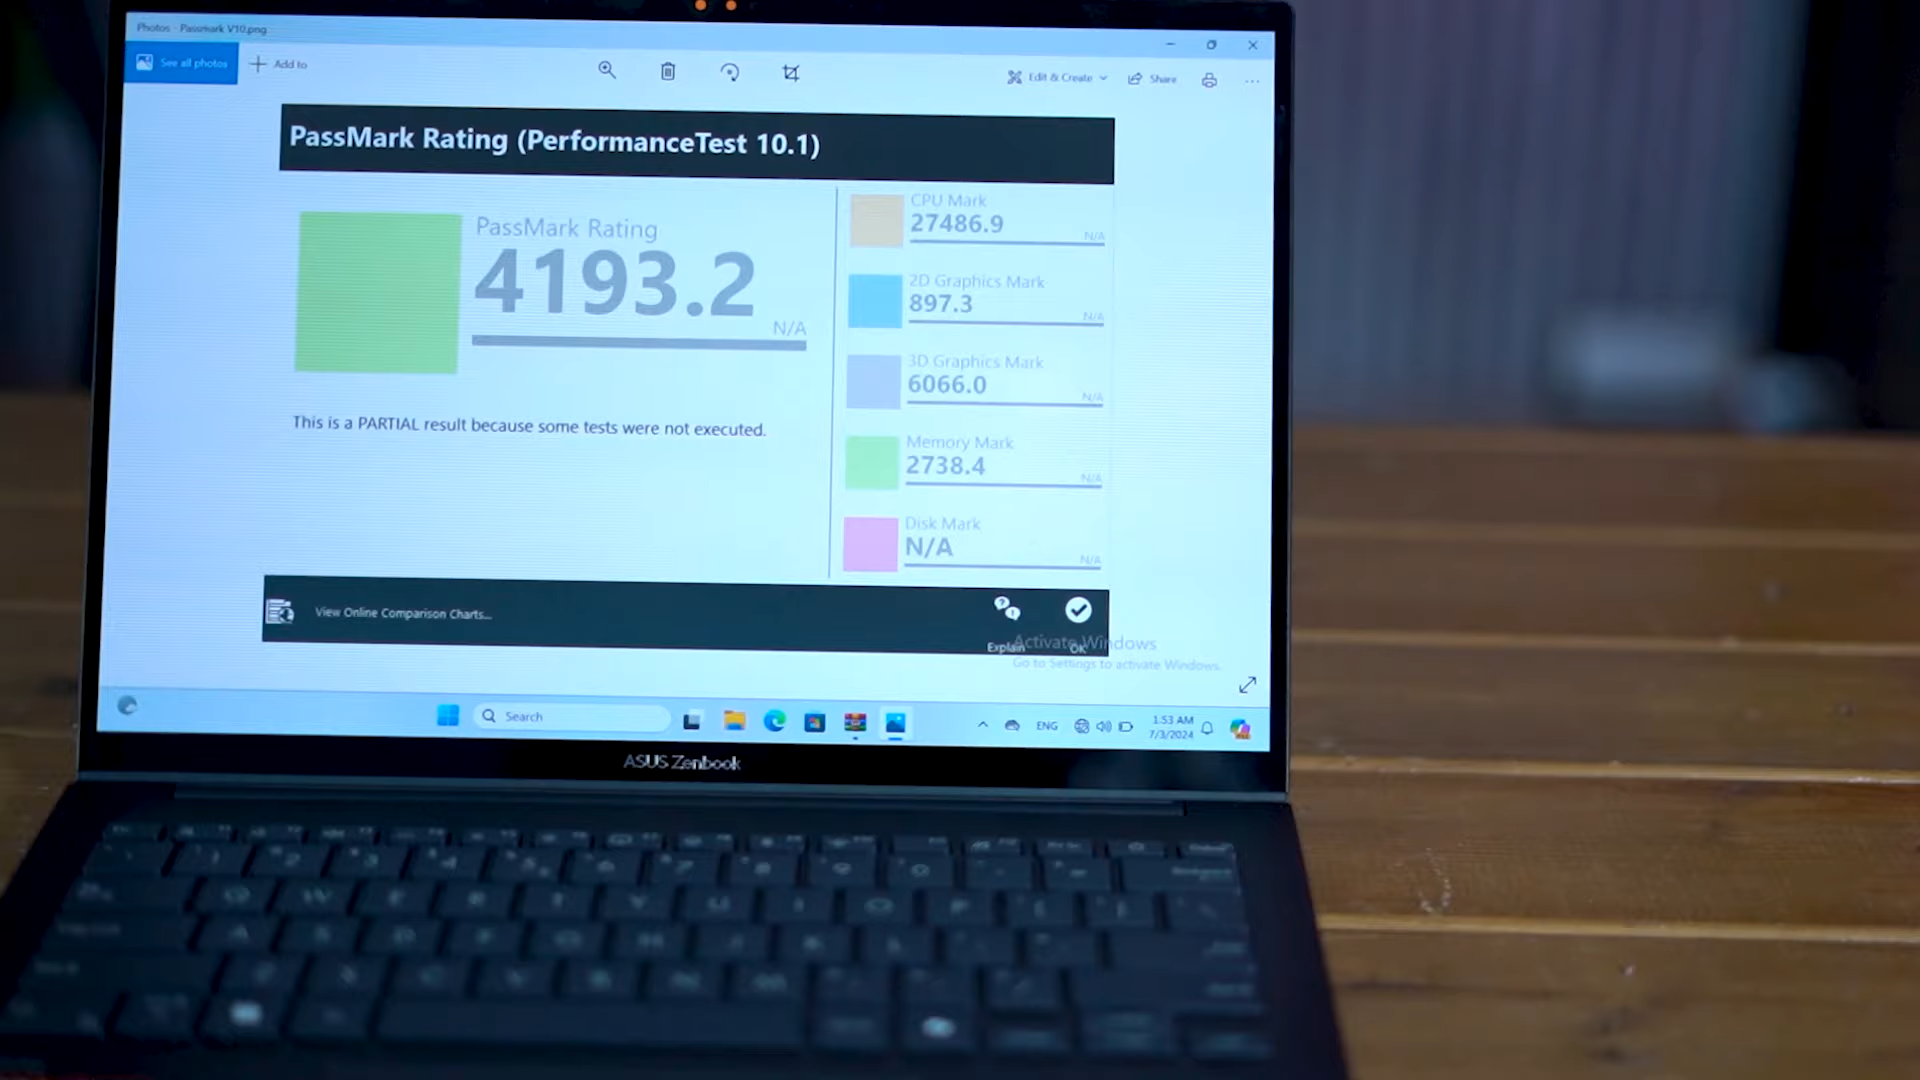 Photos - Passmark V10.png
See all photos
Add to
Edit & Create
Share
PassMark Rating (PerformanceTest 10.1)
PassMark Rating
4193.2
N/A
This is a PARTIAL result because some tests were not executed.
CPU Mark
27486.9
N/A
2D Graphics Mark
897.3
N/A
3D Graphics Mark
6066.0
N/A
Memory Mark
2738.4
N/A
Disk Mark
N/A
N/A
View Online Comparison Charts...
Explain
OK
Activate Windows
Go to Settings to activate Windows.
Search
ENG
1:53 AM
7/3/2024
ASUS Zenbook